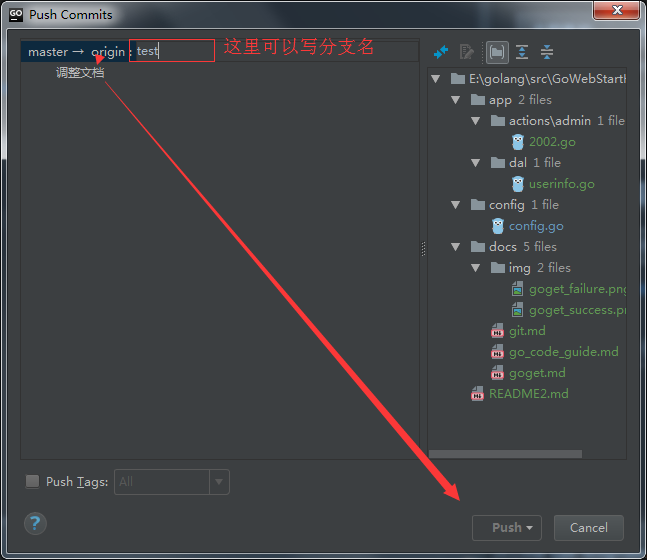 GO Push Commits
master → origin : test
这里可以写分支名
调整文档
E:\golang\src\GoWebStart
app 2 files
actions\admin 1 file
2002.go
dal 1 file
userinfo.go
config 1 file
config.go
docs 5 files
img 2 files
goget_failure.png
goget_success.p
git.md
go_code_guide.md
goget.md
README2.md
Push Tags: All
? Push Cancel